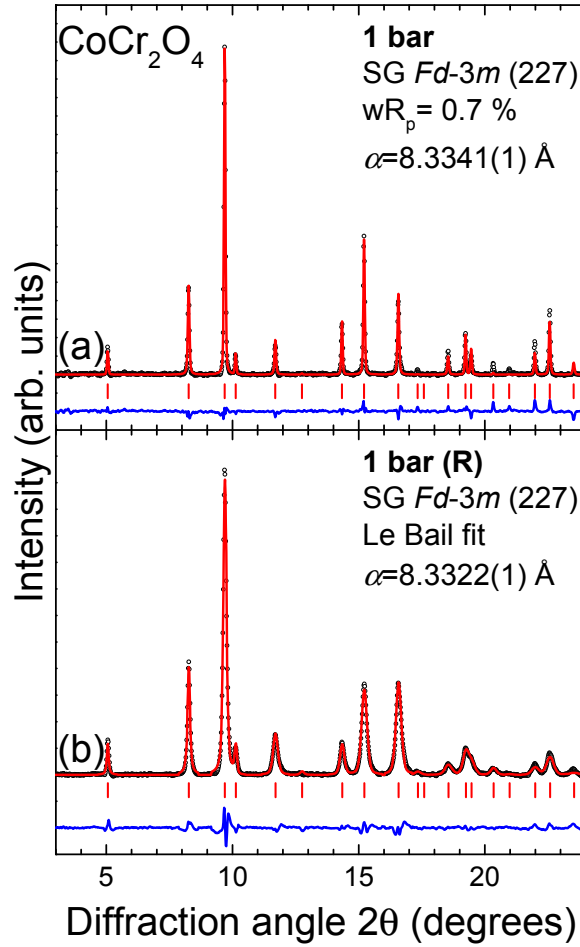 CoCr₂O₄
1 bar
SG Fd-3m (227)
wRₚ= 0.7 %
α=8.3341(1) Å
(a)
1 bar (R)
SG Fd-3m (227)
Le Bail fit
α=8.3322(1) Å
(b)
Intensity (arb. units)
5 10 15 20
Diffraction angle 2θ (degrees)